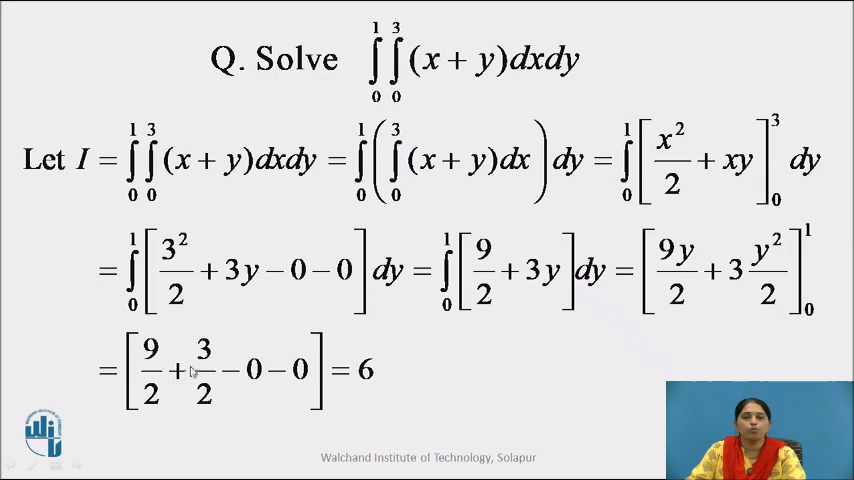 Q. Solve ∫₀¹ ∫₀³ (x + y)dxdy
Let I = ∫₀¹ ∫₀³ (x + y)dxdy = ∫₀¹ ( ∫₀³ (x + y)dx ) dy = ∫₀¹ [ x²/2 + xy ]₀³ dy
= ∫₀¹ [ 3²/2 + 3y − 0 − 0 ] dy = ∫₀¹ [ 9/2 + 3y ] dy = [ 9y/2 + 3 y²/2 ]₀¹
= [ 9/2 + 3/2 − 0 − 0 ] = 6
Walchand Institute of Technology, Solapur